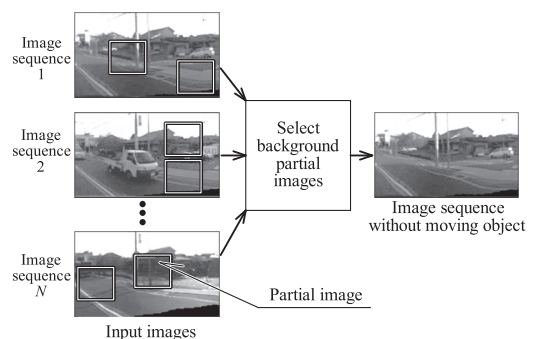 Image
sequence
1
Image
sequence
2
Image
sequence
N
Input images
Select
background
partial
images
Partial image
Image sequence
without moving object